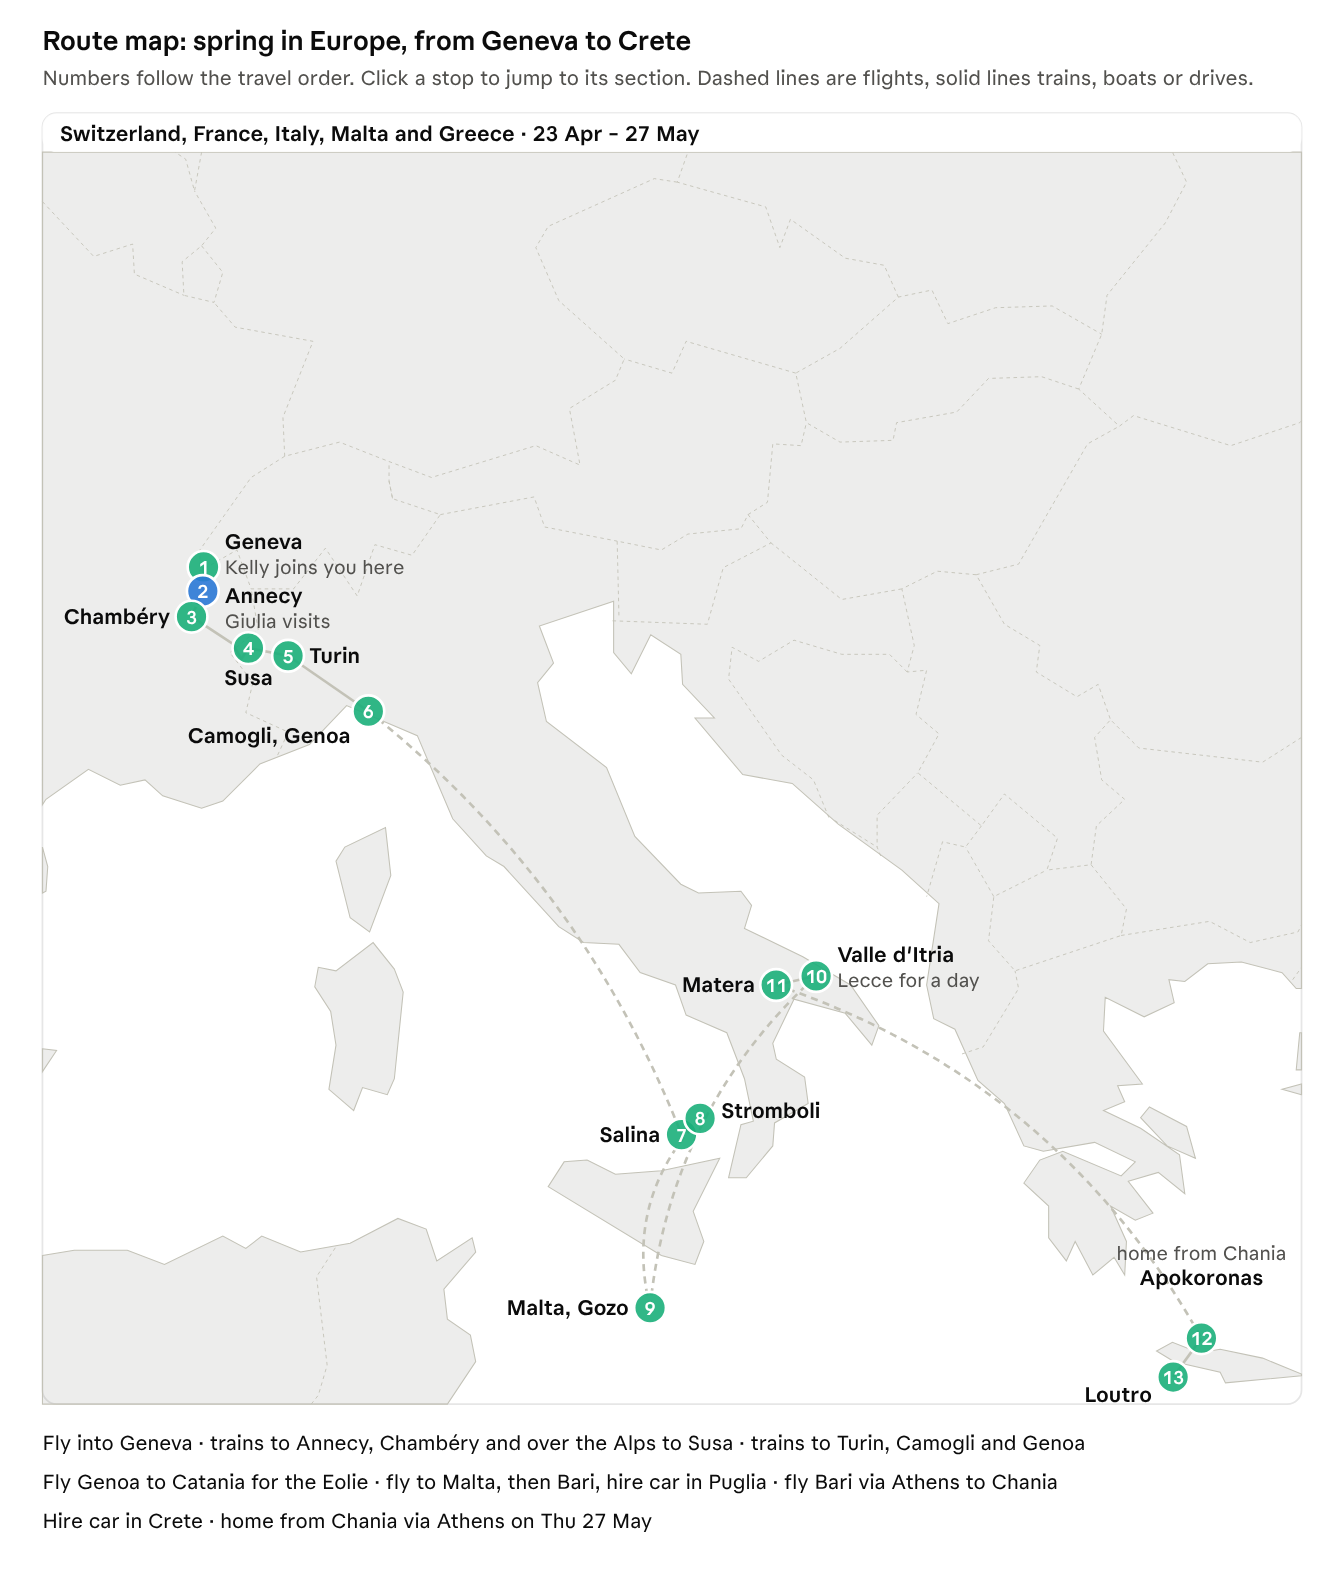 Route map: spring in Europe, from Geneva to Crete
Numbers follow the travel order. Click a stop to jump to its section. Dashed lines are flights, solid lines trains, boats or drives.
Switzerland, France, Italy, Malta and Greece · 23 Apr – 27 May
Geneva
1
Kelly joins you here
2
Annecy
Chambéry
3
Giulia visits
4
5
Turin
Susa
6
Camogli, Genoa
Valle d'Itria
Matera
11
10
Lecce for a day
8
Stromboli
Salina
7
home from Chania
Apokoronas
Malta, Gozo
9
12
13
Loutro
Fly into Geneva · trains to Annecy, Chambéry and over the Alps to Susa · trains to Turin, Camogli and Genoa
Fly Genoa to Catania for the Eolie · fly to Malta, then Bari, hire car in Puglia · fly Bari via Athens to Chania
Hire car in Crete · home from Chania via Athens on Thu 27 May